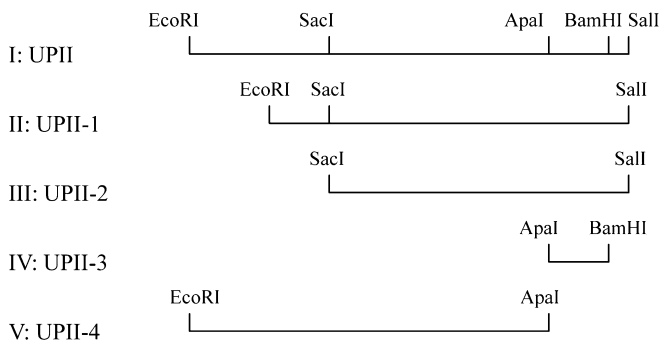 EcoRI SacI ApaI BamHI SalI
I: UPII
EcoRI SacI SalI
II: UPII-1
SacI SalI
III: UPII-2
ApaI BamHI
IV: UPII-3
EcoRI ApaI
V: UPII-4